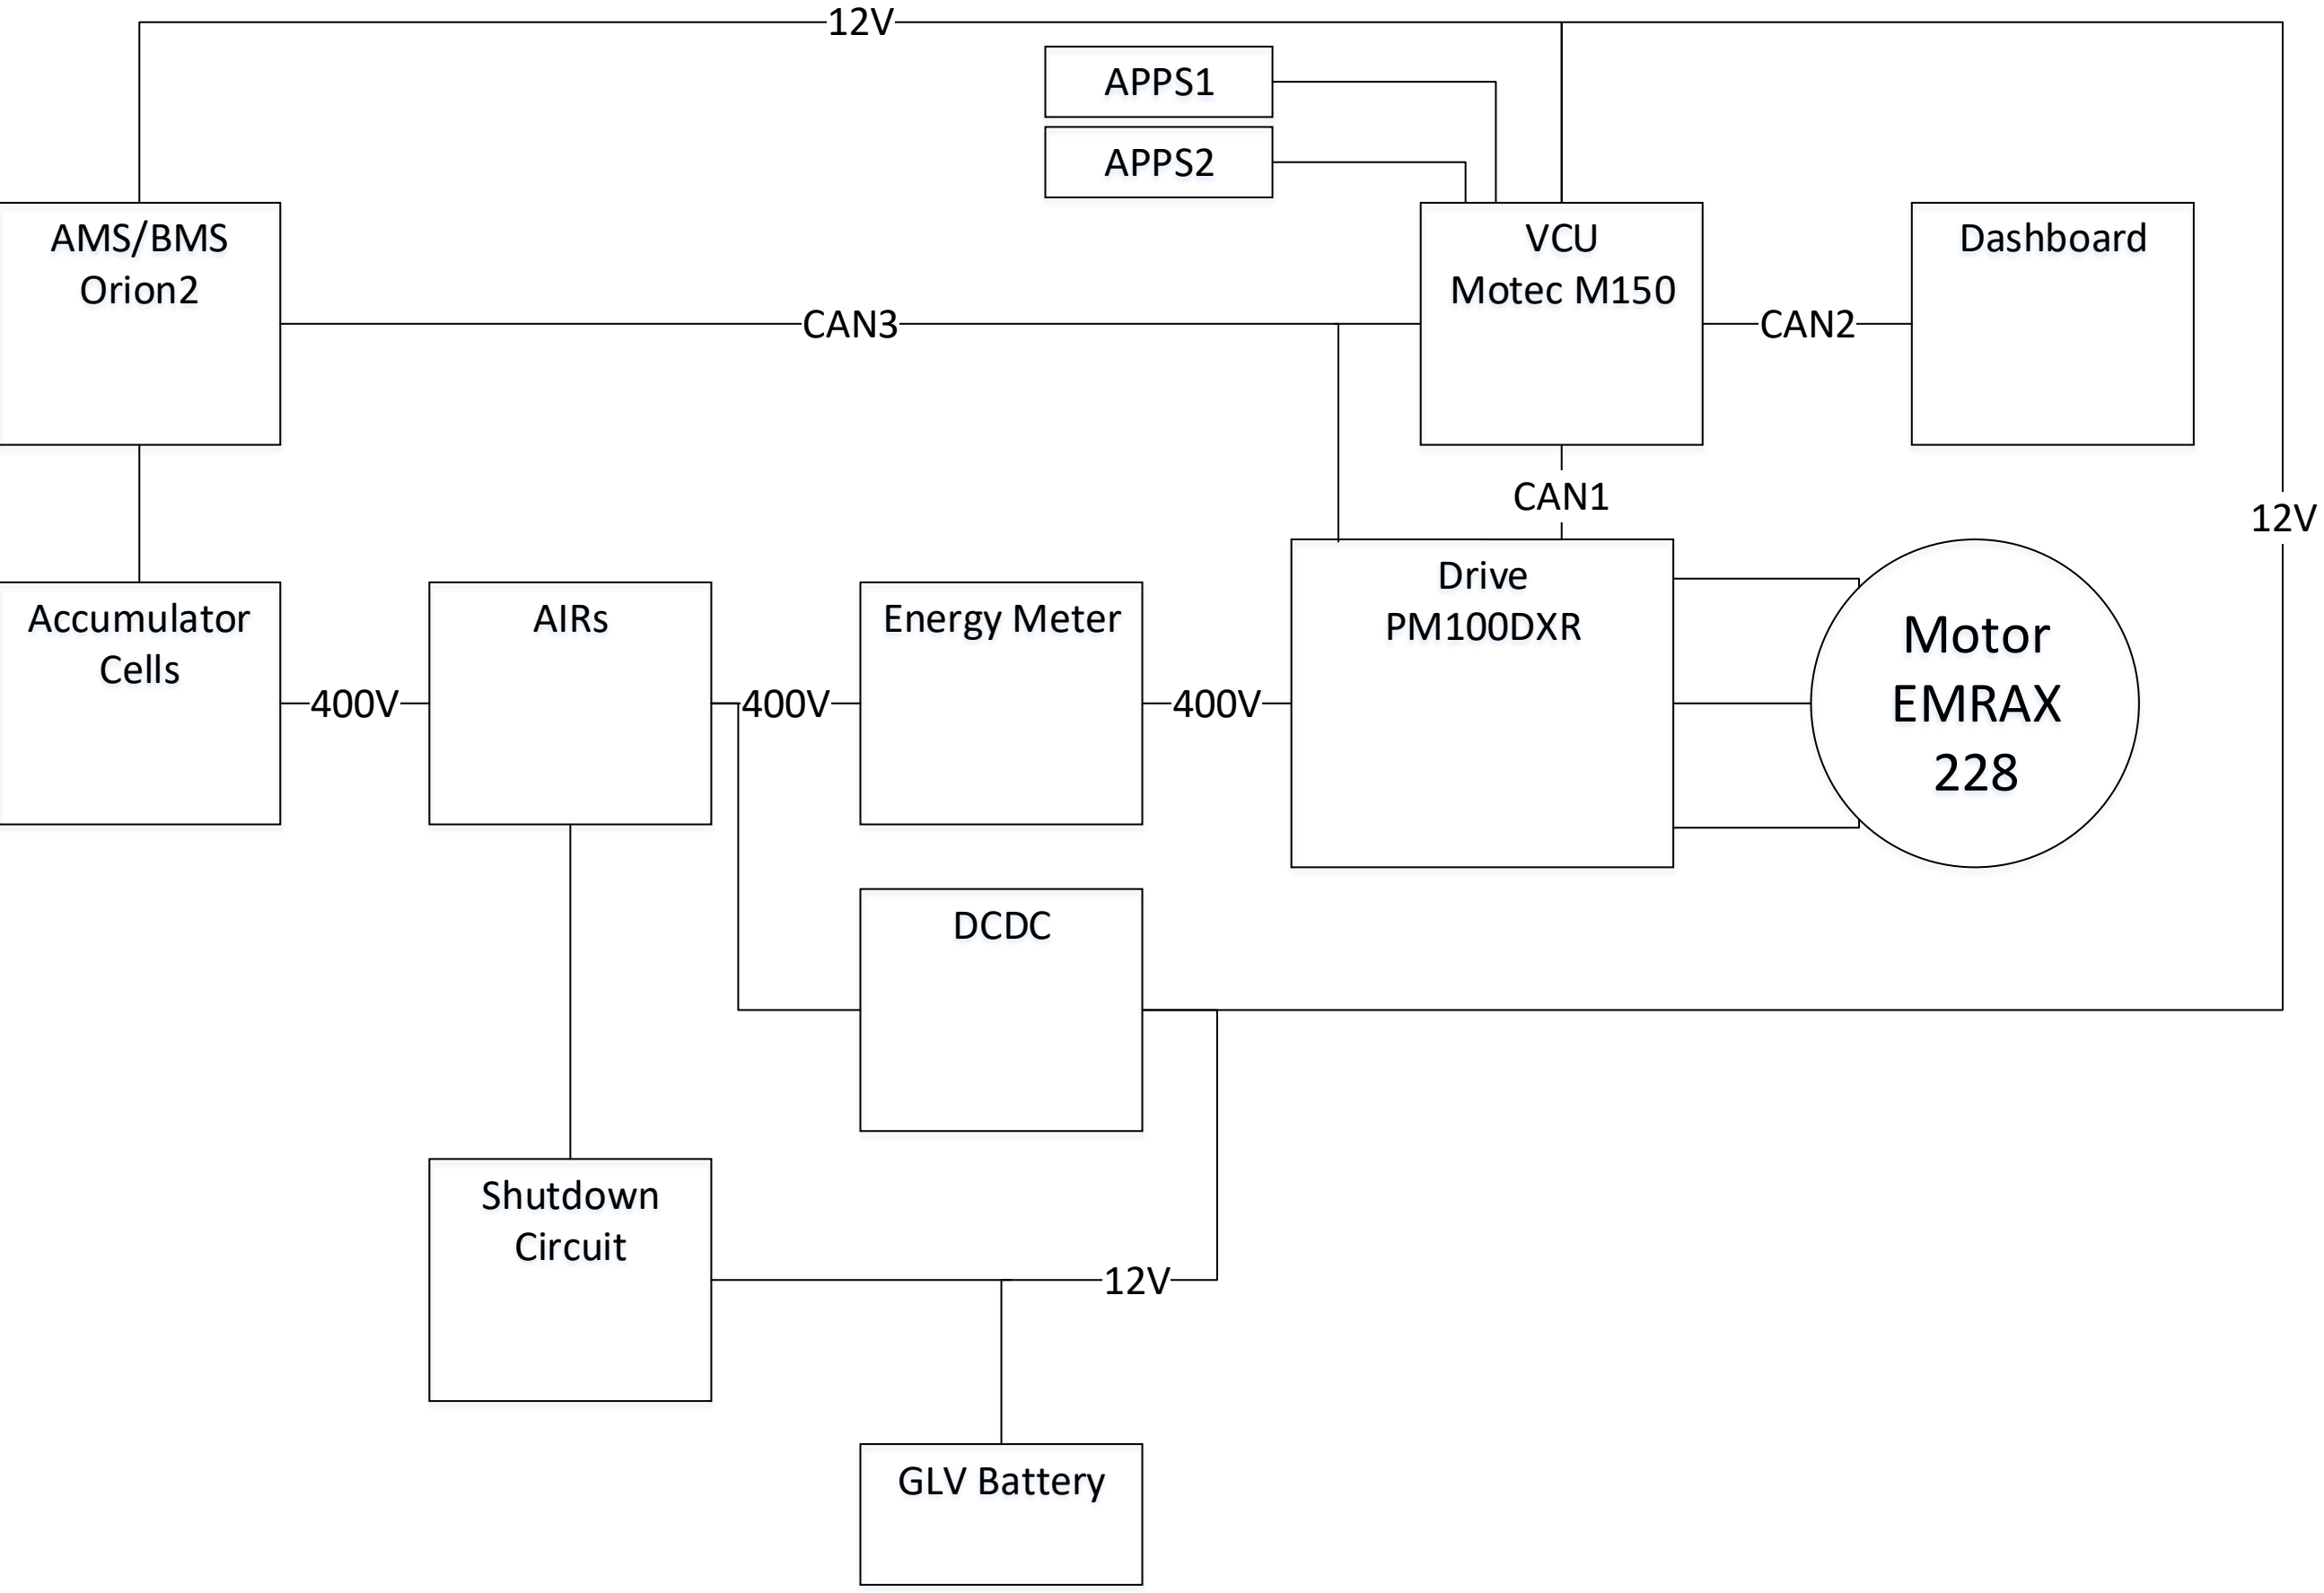 12V
APPS1
APPS2
AMS/BMS
Orion2
VCU
Motec M150
Dashboard
CAN3
CAN2
CAN1
12V
Accumulator
Cells
AIRs
Energy Meter
Drive
PM100DXR
Motor
EMRAX
228
400V
400V
400V
DCDC
Shutdown
Circuit
12V
GLV Battery